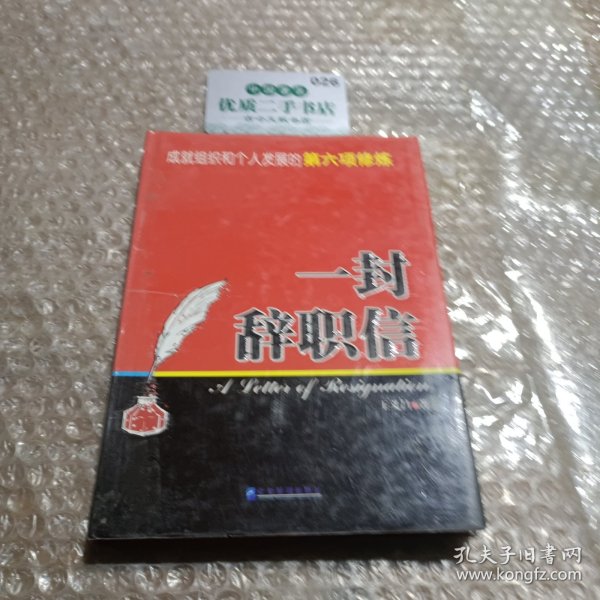 026
优质二手书店
成就组织和个人发展的第六项修炼
一封
辞职信
A Letter of Resignation
孔夫子旧书网
www.kongfz.com